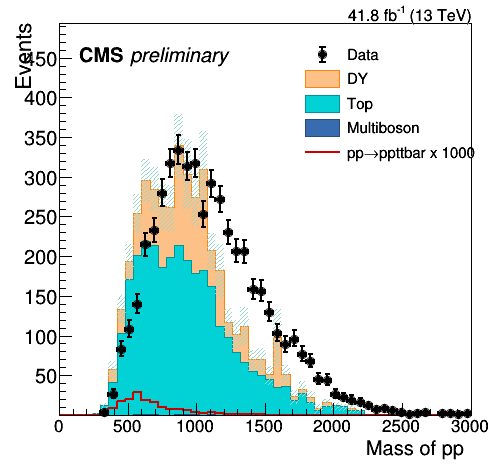 41.8 fb⁻¹ (13 TeV)
Events
CMS preliminary
Data
DY
Top
Multiboson
pp→ppttbar x 1000
450
400
350
300
250
200
150
100
50
0 500 1000 1500 2000 2500 3000
Mass of pp